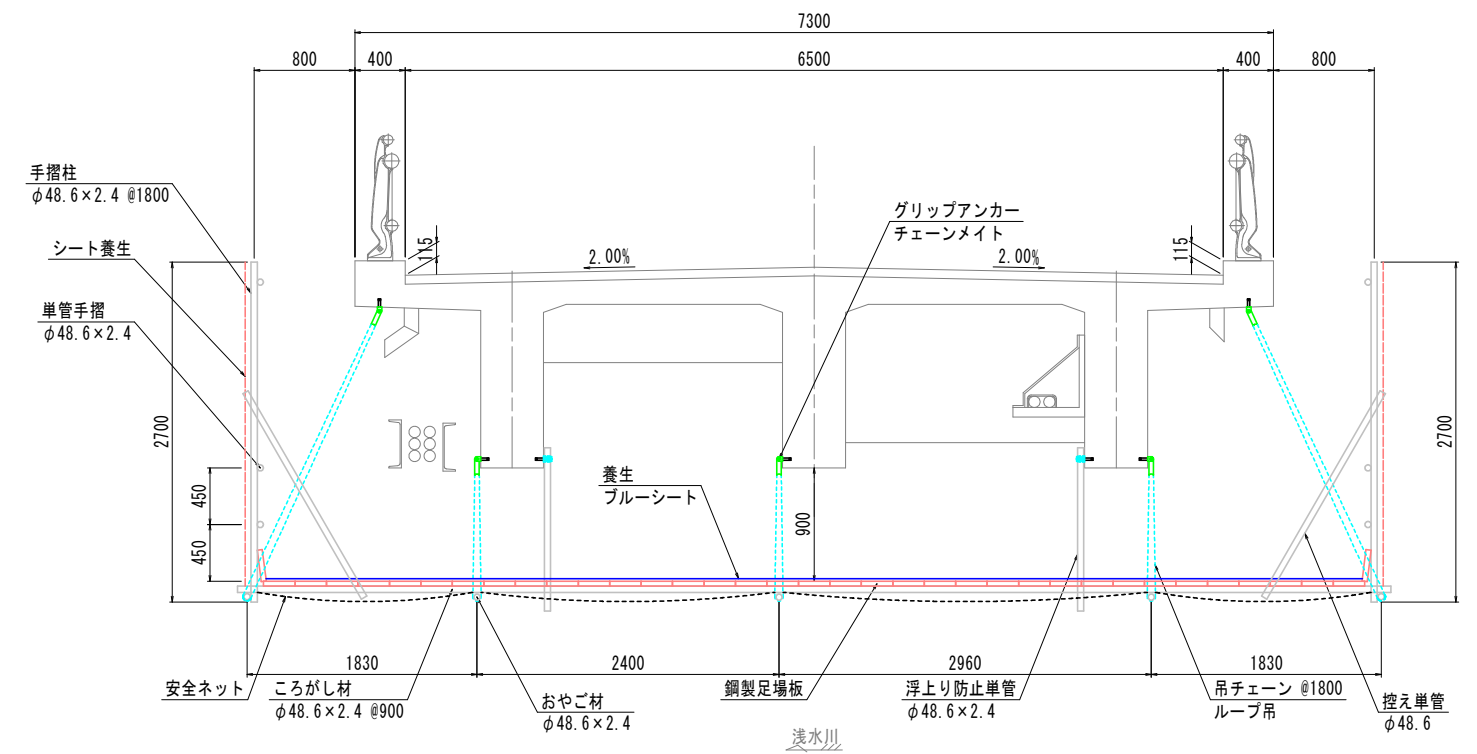 7300
800
400
6500
400
800
手摺柱
φ48.6×2.4 @1800
シート養生
単管手摺
φ48.6×2.4
グリップアンカー
チェーンメイト
115
2.00%
2.00%
115
2700
2700
450
450
養生
ブルーシート
900
1830
2400
2960
1830
安全ネット
ころがし材
φ48.6×2.4 @900
おやご材
φ48.6×2.4
鋼製足場板
浮上り防止単管
φ48.6×2.4
吊チェーン @1800
ループ吊
控え単管
φ48.6
浅水川